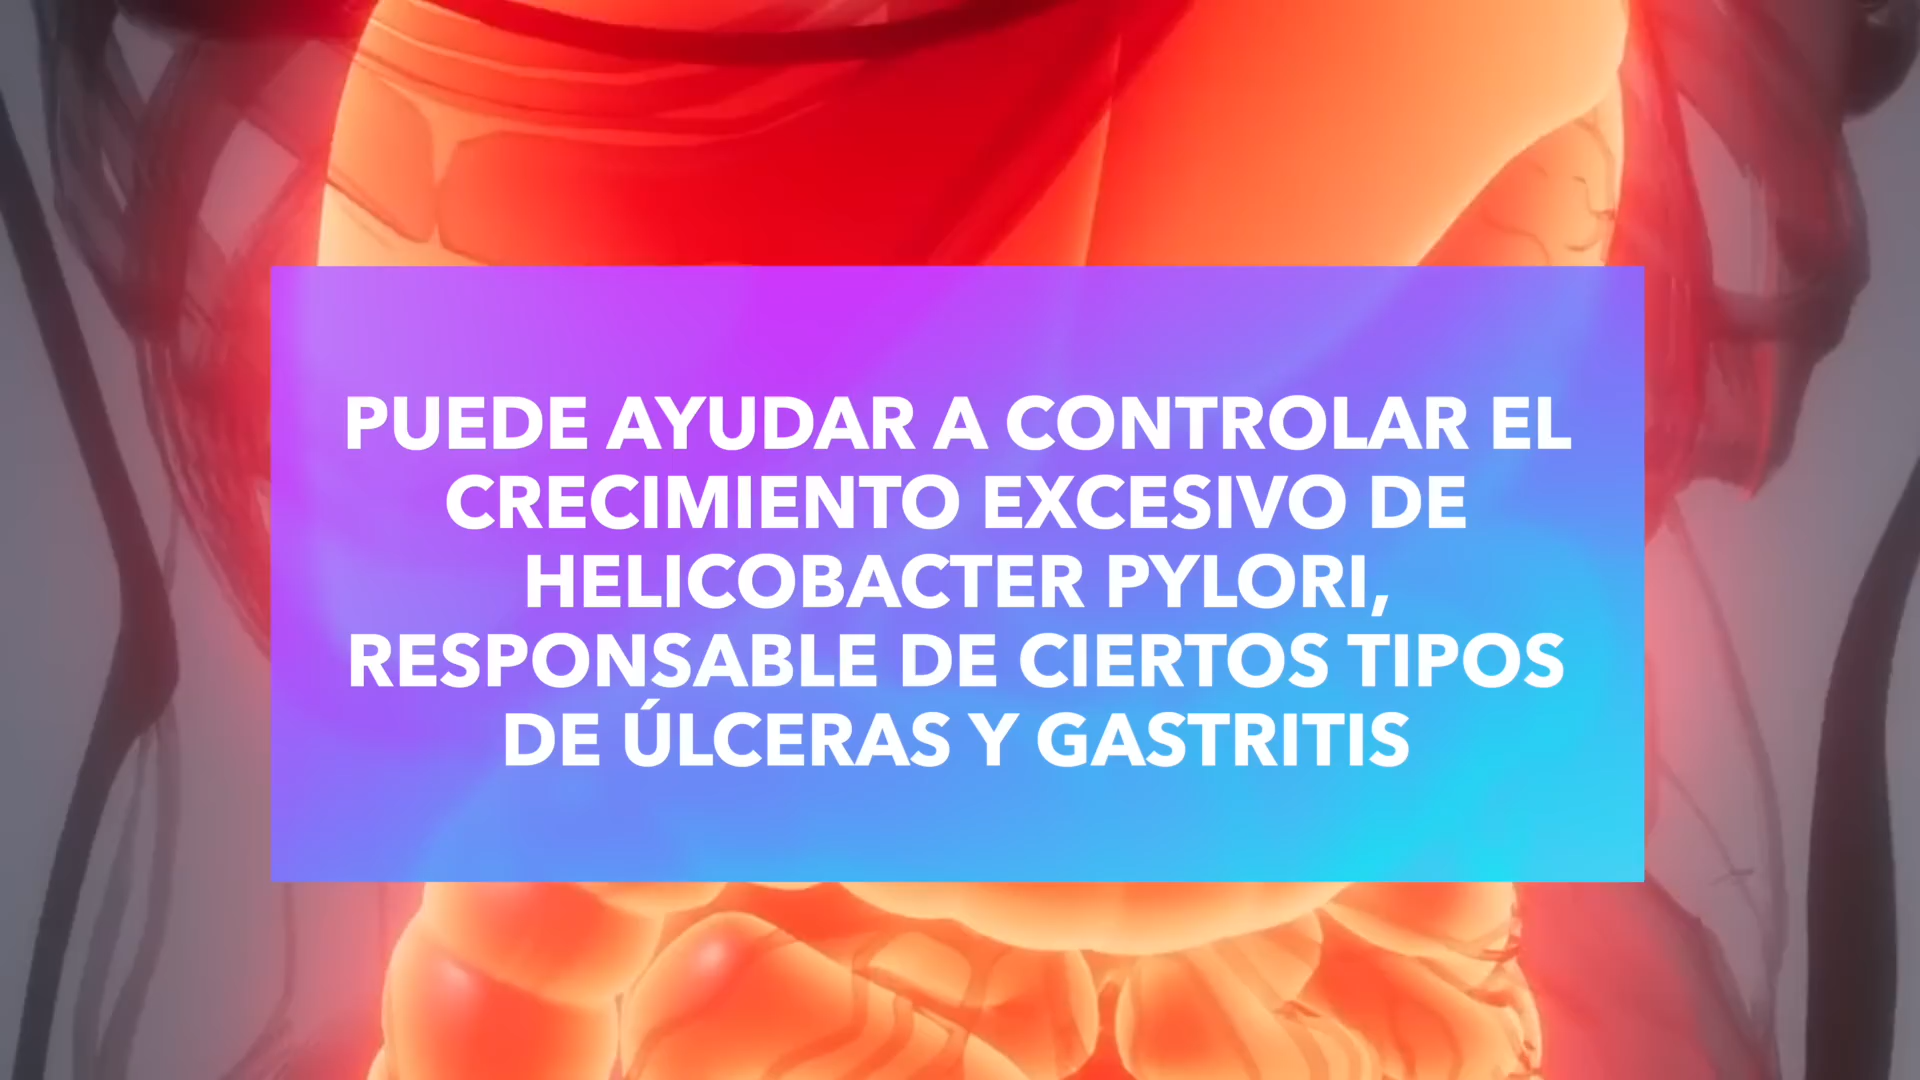 PUEDE AYUDAR A CONTROLAR EL
CRECIMIENTO EXCESIVO DE
HELICOBACTER PYLORI,
RESPONSABLE DE CIERTOS TIPOS
DE ÚLCERAS Y GASTRITIS